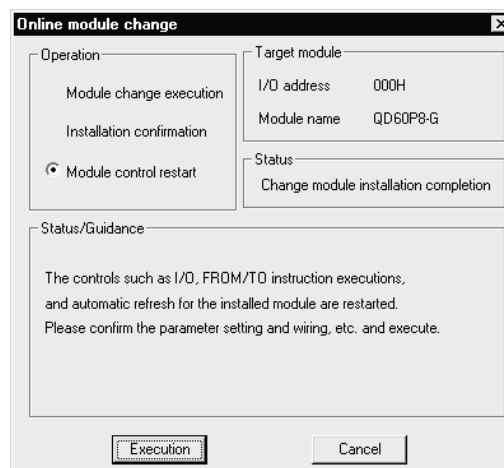 Online module change
Operation
Module change execution
Installation confirmation
Module control restart
Target module
I/O address 000H
Module name QD60P8-G
Status
Change module installation completion
Status/Guidance
The controls such as I/O, FROM/TO instruction executions,
and automatic refresh for the installed module are restarted.
Please confirm the parameter setting and wiring, etc. and execute.
Execution Cancel